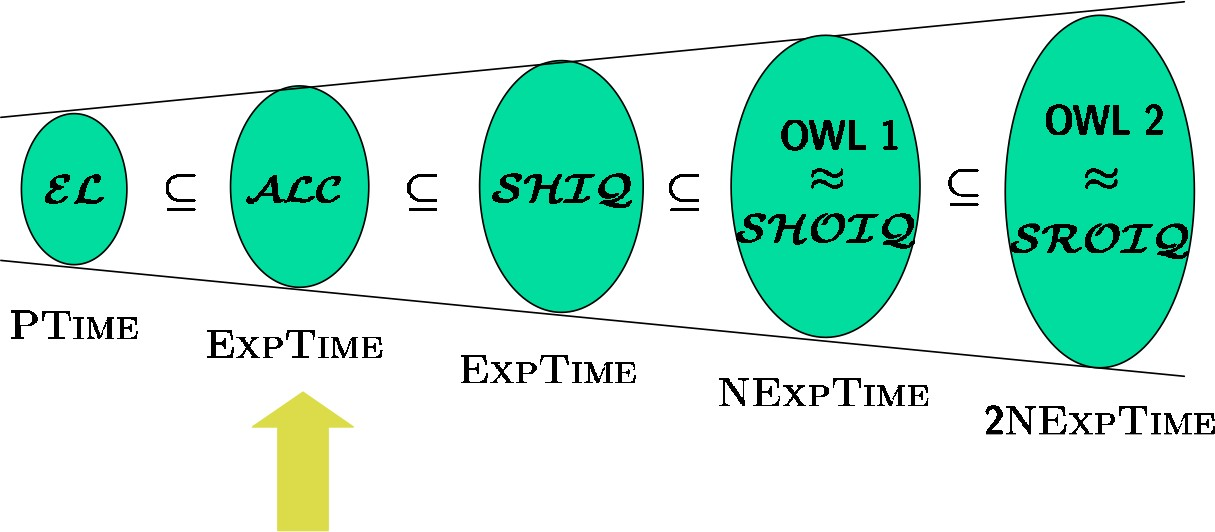 ℰℒ ⊆ 𝒜ℒ𝒞 ⊆ 𝒮ℋℐ𝒬 ⊆ OWL 1 ≈ 𝒮ℋ𝒪ℐ𝒬 ⊆ OWL 2 ≈ 𝒮ℛ𝒪ℐ𝒬
PTIME
EXPTIME
EXPTIME
NEXPTIME
2NEXPTIME